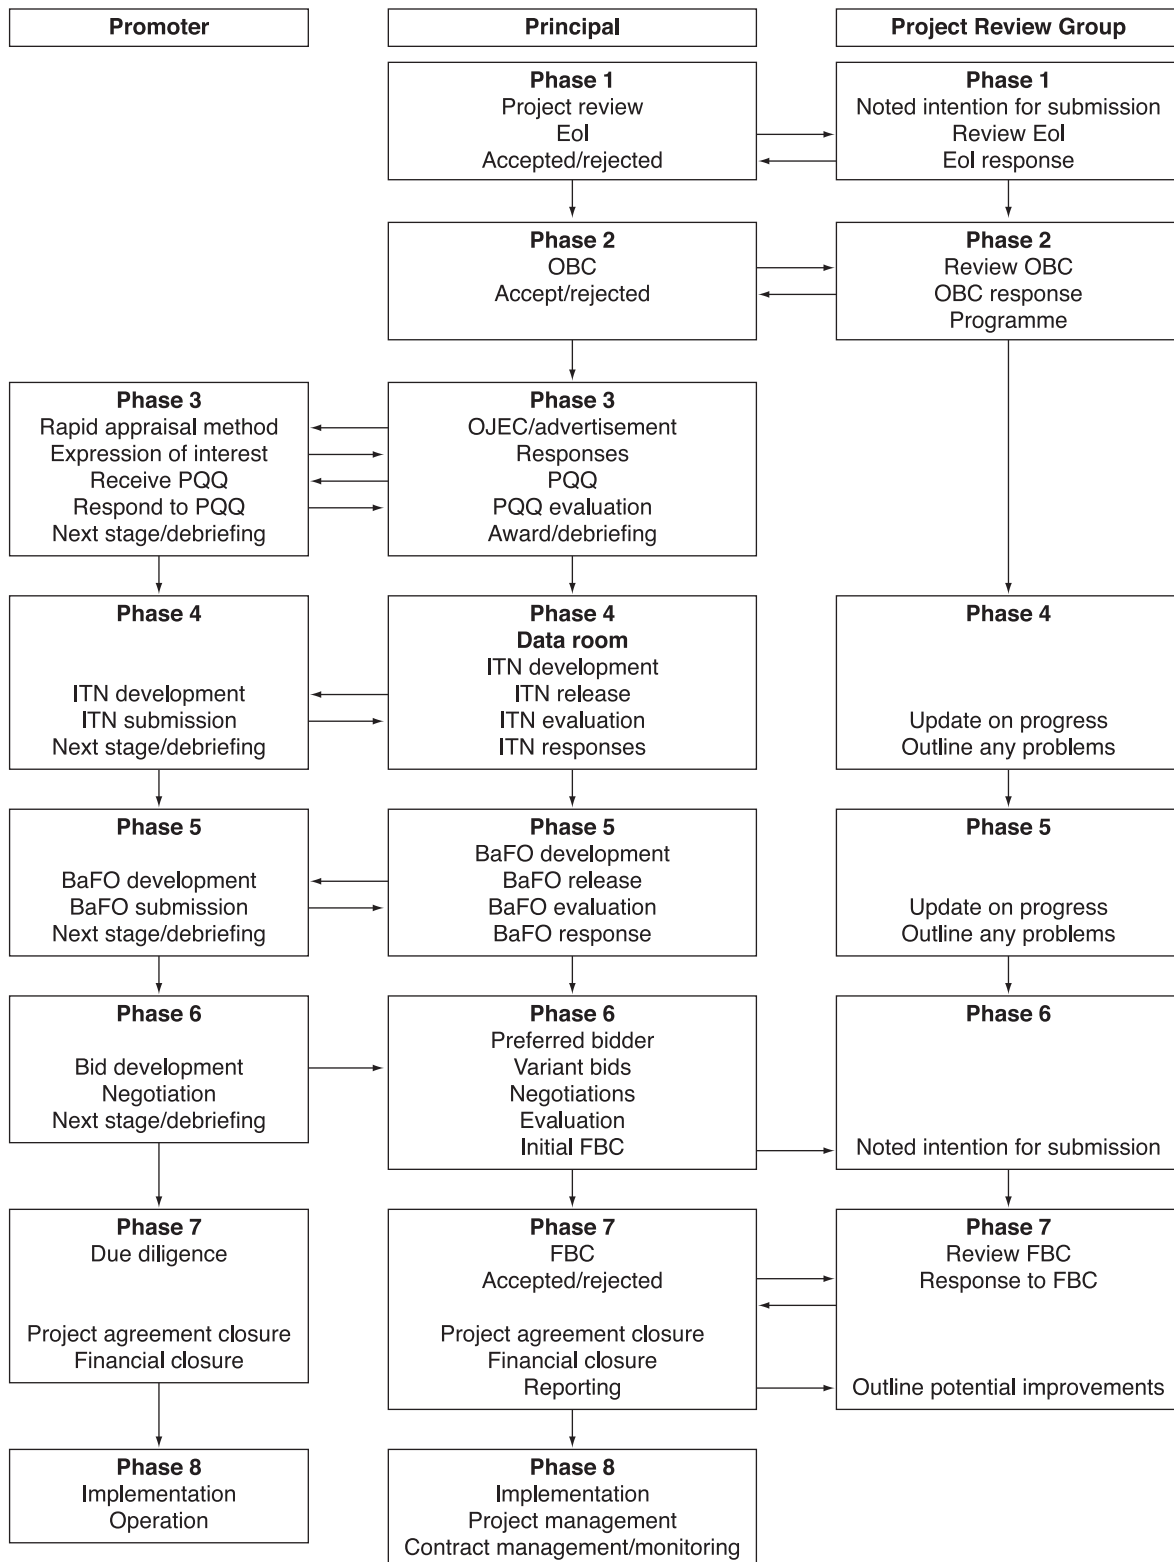 Promoter
Principal
Project Review Group
Phase 1
Project review
EoI
Accepted/rejected
Phase 1
Noted intention for submission
Review EoI
EoI response
Phase 2
OBC
Accept/rejected
Phase 2
Review OBC
OBC response
Programme
Phase 3
Rapid appraisal method
Expression of interest
Receive PQQ
Respond to PQQ
Next stage/debriefing
Phase 3
OJEC/advertisement
Responses
PQQ
PQQ evaluation
Award/debriefing
Phase 4
ITN development
ITN submission
Next stage/debriefing
Phase 4
Data room
ITN development
ITN release
ITN evaluation
ITN responses
Phase 4
Update on progress
Outline any problems
Phase 5
BaFO development
BaFO submission
Next stage/debriefing
Phase 5
BaFO development
BaFO release
BaFO evaluation
BaFO response
Phase 5
Update on progress
Outline any problems
Phase 6
Bid development
Negotiation
Next stage/debriefing
Phase 6
Preferred bidder
Variant bids
Negotiations
Evaluation
Initial FBC
Phase 6
Noted intention for submission
Phase 7
Due diligence
Project agreement closure
Financial closure
Phase 7
FBC
Accepted/rejected
Project agreement closure
Financial closure
Reporting
Phase 7
Review FBC
Response to FBC
Outline potential improvements
Phase 8
Implementation
Operation
Phase 8
Implementation
Project management
Contract management/monitoring